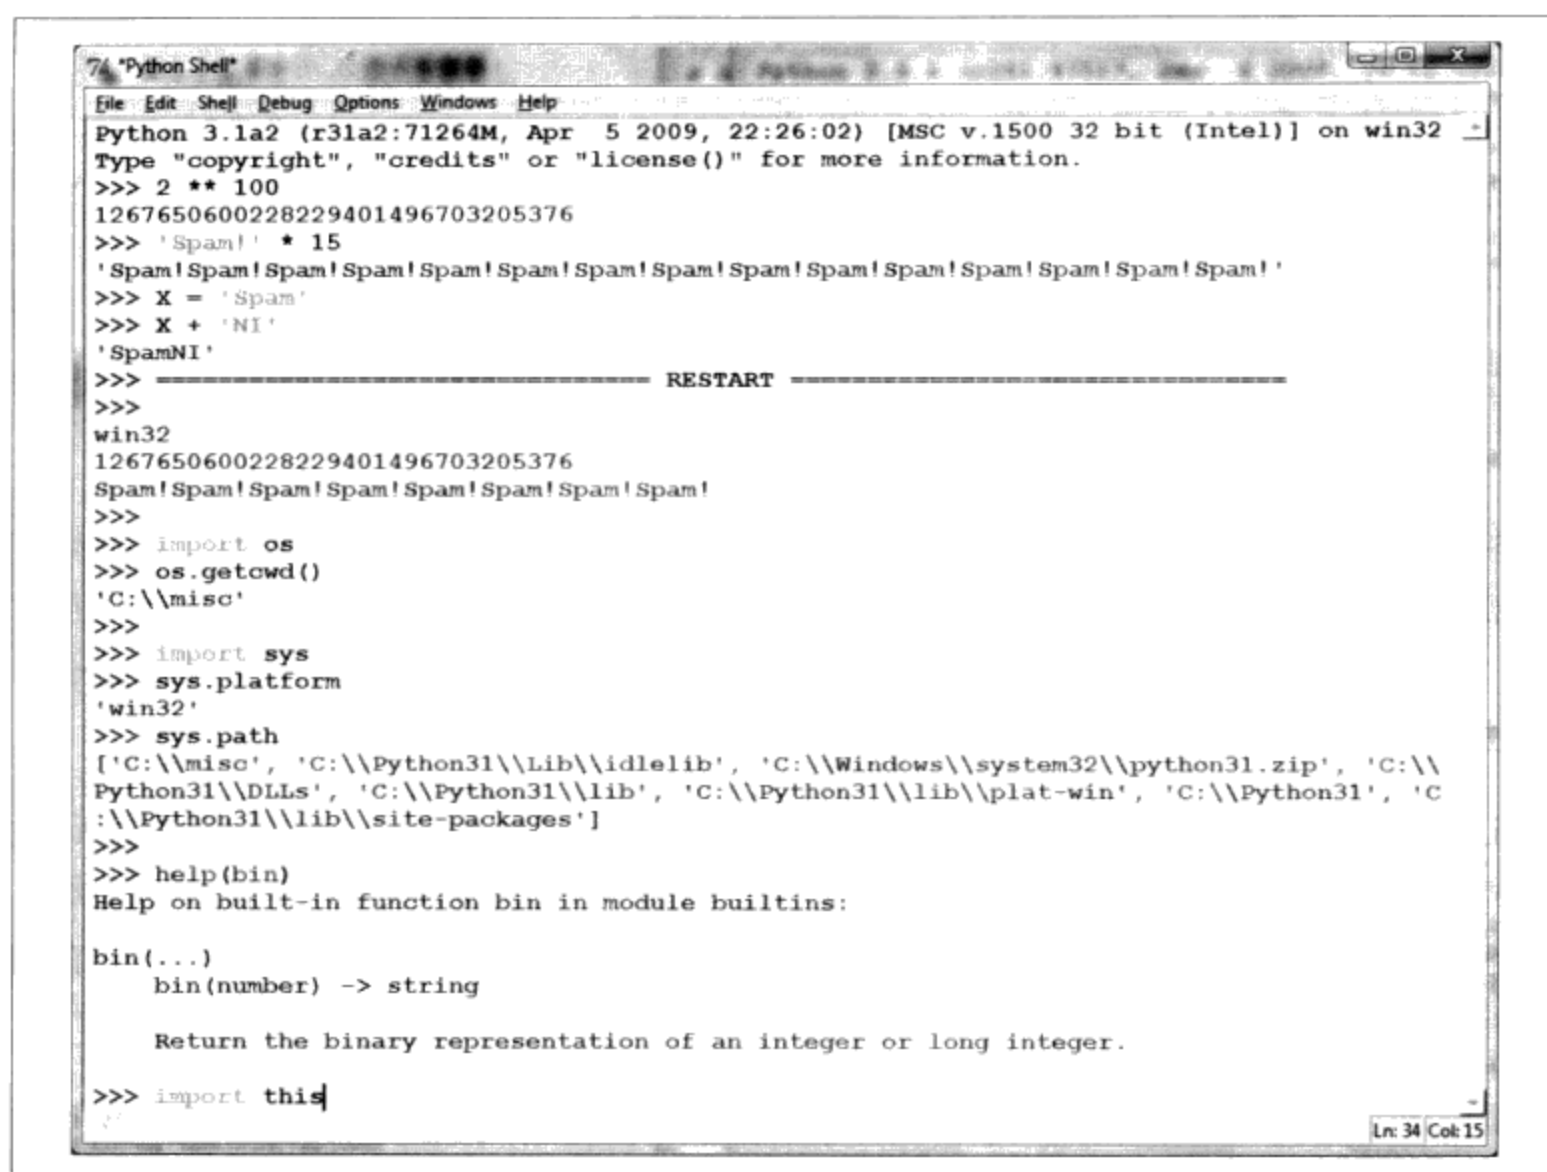 *Python Shell*
File Edit Shell Debug Options Windows Help
Python 3.1a2 (r31a2:71264M, Apr  5 2009, 22:26:02) [MSC v.1500 32 bit (Intel)] on win32
Type "copyright", "credits" or "license()" for more information.
>>> 2 ** 100
1267650600228229401496703205376
>>> 'Spam!' * 15
'Spam!Spam!Spam!Spam!Spam!Spam!Spam!Spam!Spam!Spam!Spam!Spam!Spam!Spam!Spam!'
>>> X = 'Spam'
>>> X + 'NI'
'SpamNI'
>>> ================================ RESTART ================================
>>>
win32
1267650600228229401496703205376
Spam!Spam!Spam!Spam!Spam!Spam!Spam!Spam!
>>>
>>> import os
>>> os.getcwd()
'C:\\misc'
>>>
>>> import sys
>>> sys.platform
'win32'
>>> sys.path
['C:\\misc', 'C:\\Python31\\Lib\\idlelib', 'C:\\Windows\\system32\\python31.zip', 'C:\\
Python31\\DLLs', 'C:\\Python31\\lib', 'C:\\Python31\\lib\\plat-win', 'C:\\Python31', 'C
:\\Python31\\lib\\site-packages']
>>>
>>> help(bin)
Help on built-in function bin in module builtins:
bin(...)
    bin(number) -> string
    Return the binary representation of an integer or long integer.
>>> import this
Ln: 34 Col: 15